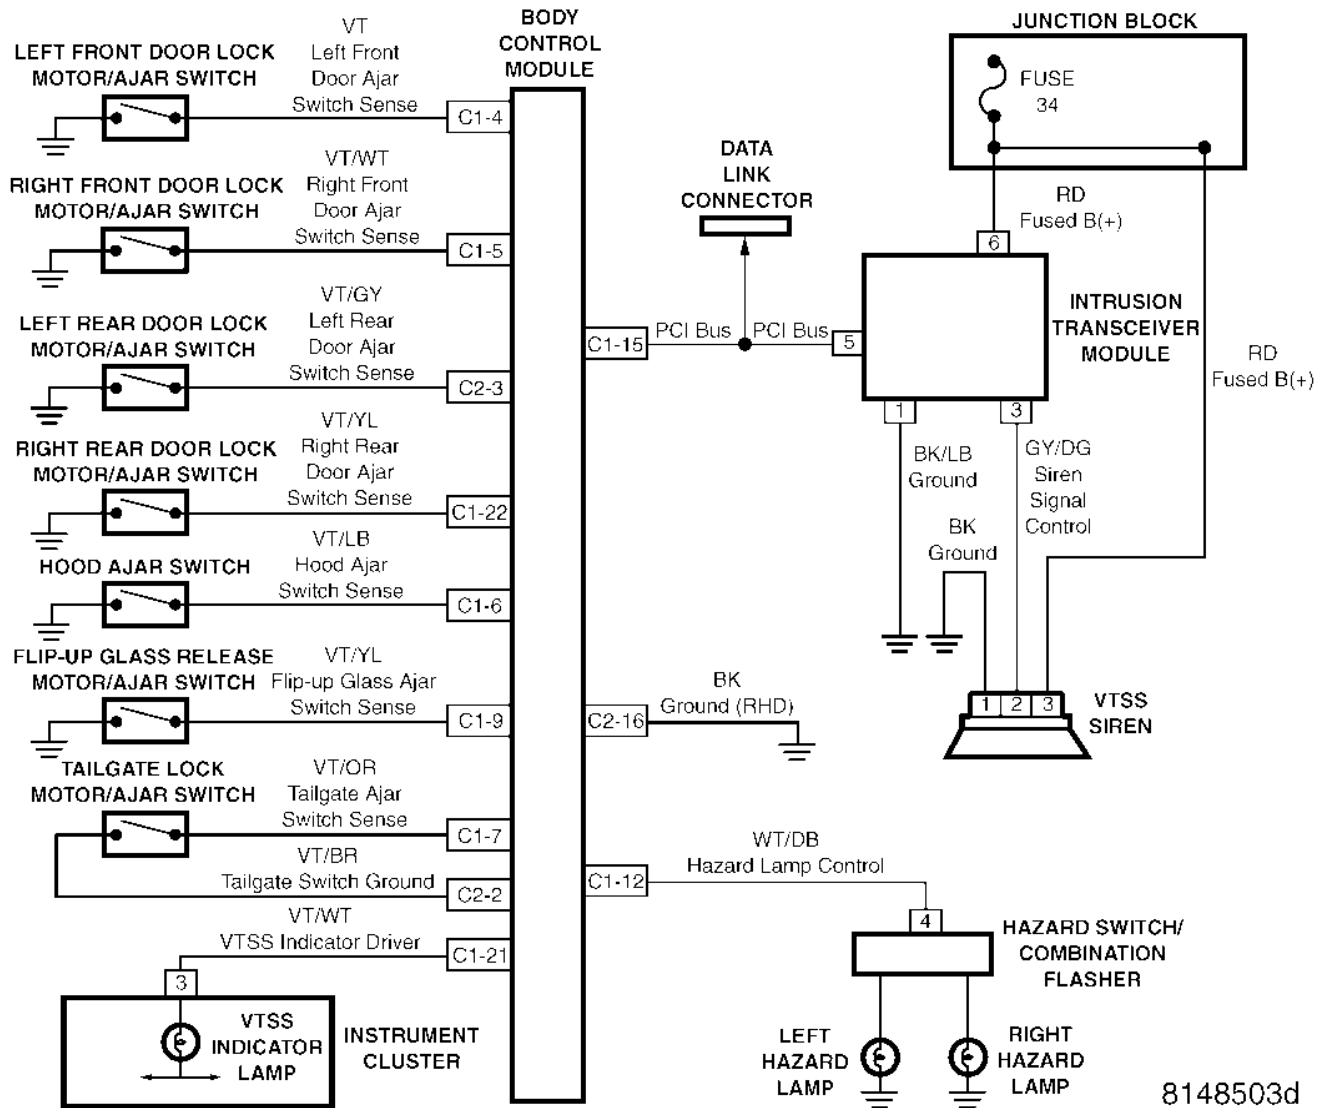 BODY
CONTROL
MODULE
LEFT FRONT DOOR LOCK
MOTOR/AJAR SWITCH
VT
Left Front
Door Ajar
Switch Sense
C1-4
RIGHT FRONT DOOR LOCK
MOTOR/AJAR SWITCH
VT/WT
Right Front
Door Ajar
Switch Sense
C1-5
LEFT REAR DOOR LOCK
MOTOR/AJAR SWITCH
VT/GY
Left Rear
Door Ajar
Switch Sense
C2-3
RIGHT REAR DOOR LOCK
MOTOR/AJAR SWITCH
VT/YL
Right Rear
Door Ajar
Switch Sense
C1-22
HOOD AJAR SWITCH
VT/LB
Hood Ajar
Switch Sense
C1-6
FLIP-UP GLASS RELEASE
MOTOR/AJAR SWITCH
VT/YL
Flip-up Glass Ajar
Switch Sense
C1-9
TAILGATE LOCK
MOTOR/AJAR SWITCH
VT/OR
Tailgate Ajar
Switch Sense
C1-7
VT/BR
Tailgate Switch Ground
C2-2
VT/WT
VTSS Indicator Driver
C1-21
3
VTSS
INDICATOR
LAMP
INSTRUMENT
CLUSTER
JUNCTION BLOCK
FUSE
34
DATA
LINK
CONNECTOR
RD
Fused B(+)
6
INTRUSION
TRANSCEIVER
MODULE
C1-15
PCI Bus
PCI Bus
5
RD
Fused B(+)
1
3
BK/LB
Ground
GY/DG
Siren
Signal
Control
BK
Ground
1
2
3
VTSS
SIREN
C2-16
BK
Ground (RHD)
C1-12
WT/DB
Hazard Lamp Control
4
HAZARD SWITCH/
COMBINATION
FLASHER
LEFT
HAZARD
LAMP
RIGHT
HAZARD
LAMP
8148503d